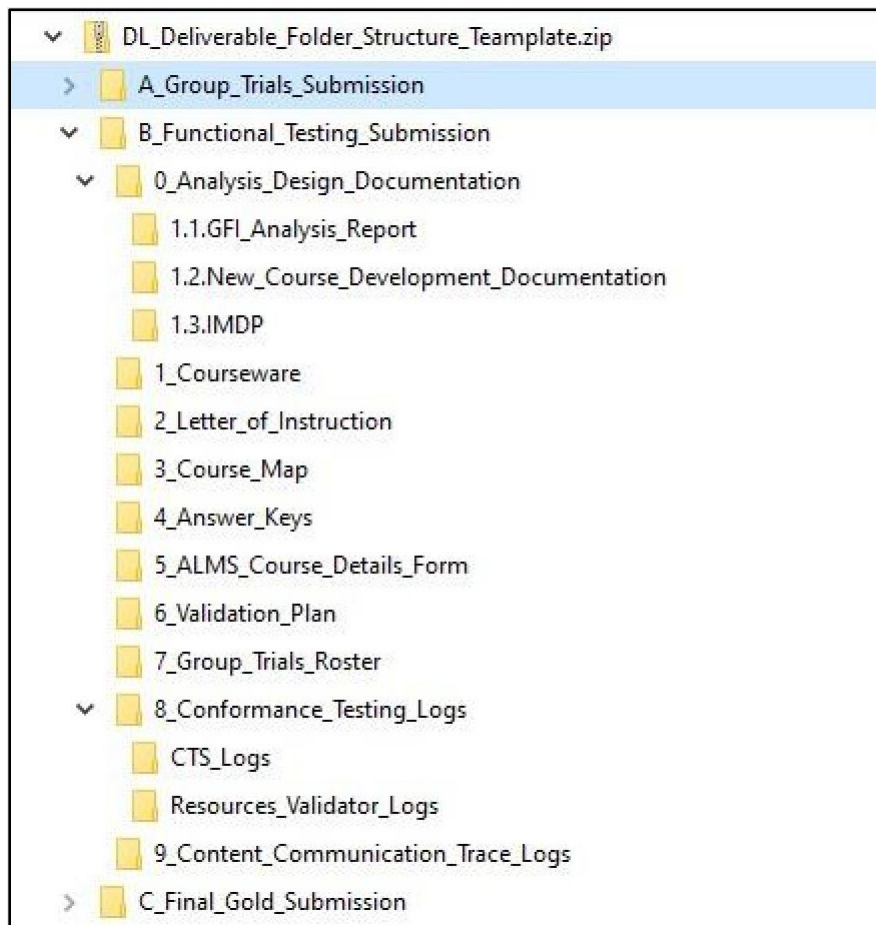 DL_Deliverable_Folder_Structure_Teamplate.zip
A_Group_Trials_Submission
B_Functional_Testing_Submission
0_Analysis_Design_Documentation
1.1.GFI_Analysis_Report
1.2.New_Course_Development_Documentation
1.3.IMDP
1_Courseware
2_Letter_of_Instruction
3_Course_Map
4_Answer_Keys
5_ALMS_Course_Details_Form
6_Validation_Plan
7_Group_Trials_Roster
8_Conformance_Testing_Logs
CTS_Logs
Resources_Validator_Logs
9_Content_Communication_Trace_Logs
C_Final_Gold_Submission